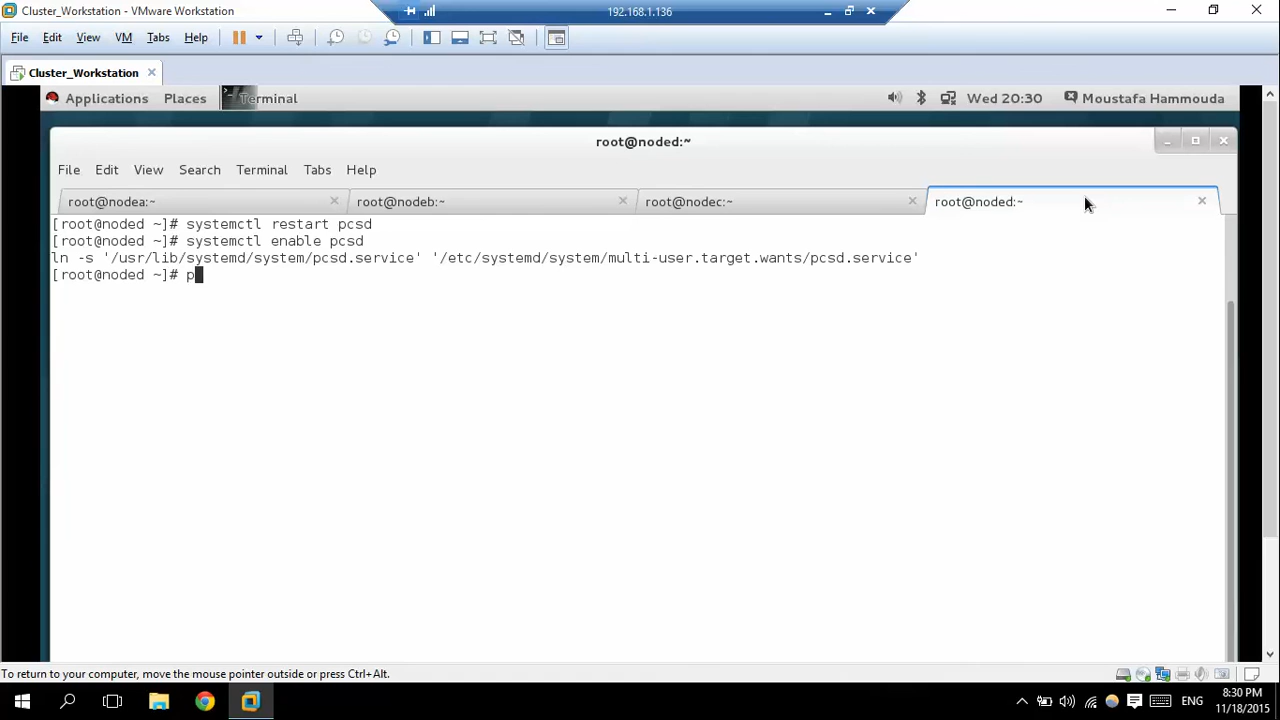 Cluster_Workstation - VMware Workstation
192.168.1.136
File Edit View VM Tabs Help
Cluster_Workstation
Applications Places Terminal Wed 20:30 Moustafa Hammouda
root@noded:~
File Edit View Search Terminal Tabs Help
root@nodea:~ root@nodeb:~ root@nodec:~ root@noded:~
[root@noded ~]# systemctl restart pcsd
[root@noded ~]# systemctl enable pcsd
ln -s '/usr/lib/systemd/system/pcsd.service' '/etc/systemd/system/multi-user.target.wants/pcsd.service'
[root@noded ~]# p
To return to your computer, move the mouse pointer outside or press Ctrl+Alt.
ENG
8:30 PM
11/18/2015